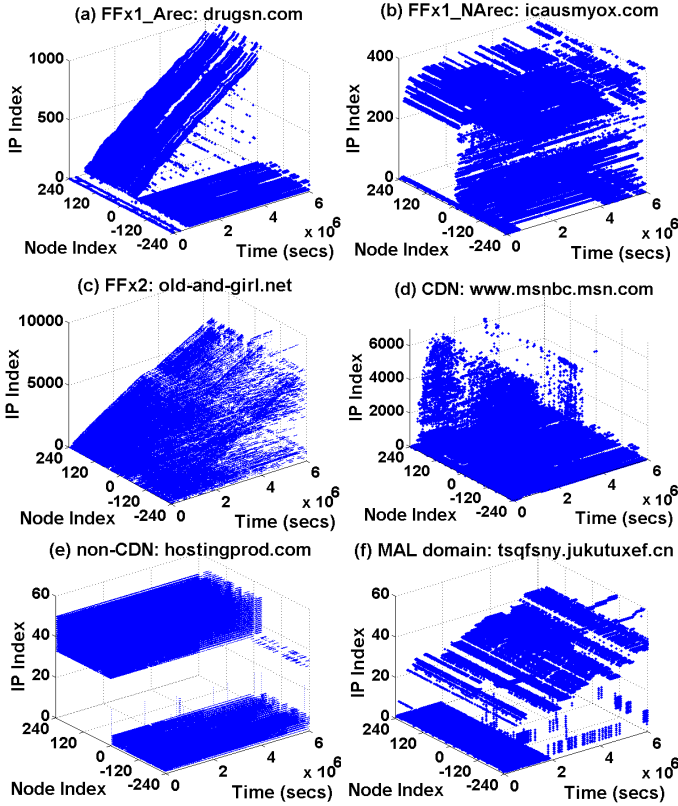 (a) FFx1_Arec: drugsn.com
1000
500
0
240
120
0
-120
-240
0
2
4
6
x 10^6
IP Index
Node Index
Time (secs)
(b) FFx1_NArec: icausmyox.com
400
200
0
240
120
0
-120
-240
0
2
4
6
x 10^6
IP Index
Node Index
Time (secs)
(c) FFx2: old-and-girl.net
10000
5000
0
240
120
0
-120
-240
0
2
4
6
x 10^6
IP Index
Node Index
Time (secs)
(d) CDN: www.msnbc.msn.com
6000
4000
2000
0
240
120
0
-120
-240
0
2
4
6
x 10^6
IP Index
Node Index
Time (secs)
(e) non-CDN: hostingprod.com
60
40
20
0
240
120
0
-120
-240
0
2
4
6
x 10^6
IP Index
Node Index
Time (secs)
(f) MAL domain: tsqfsny.jukutuxef.cn
60
40
20
0
240
120
0
-120
-240
0
2
4
6
x 10^6
IP Index
Node Index
Time (secs)